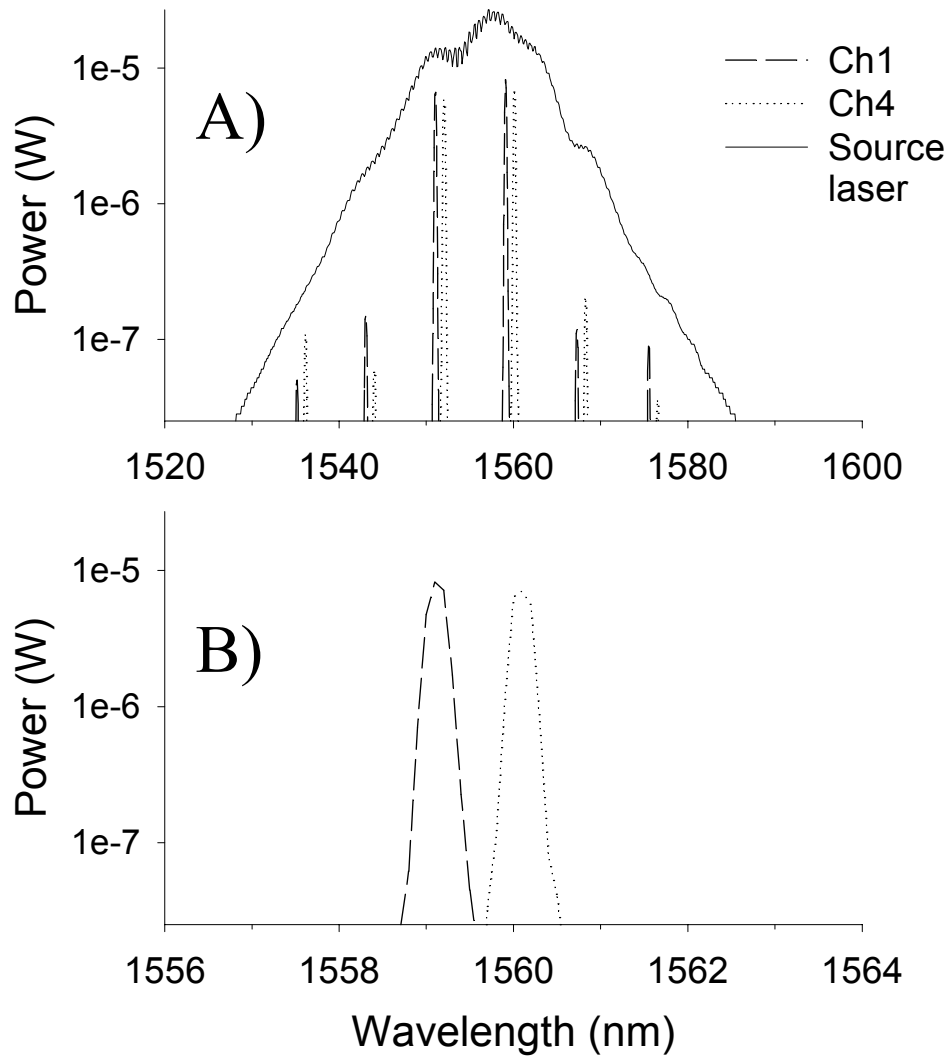 Power (W)
1e-5
1e-6
1e-7
A)
Ch1
Ch4
Source
laser
1520 1540 1560 1580 1600
Power (W)
1e-5
1e-6
1e-7
B)
1556 1558 1560 1562 1564
Wavelength (nm)